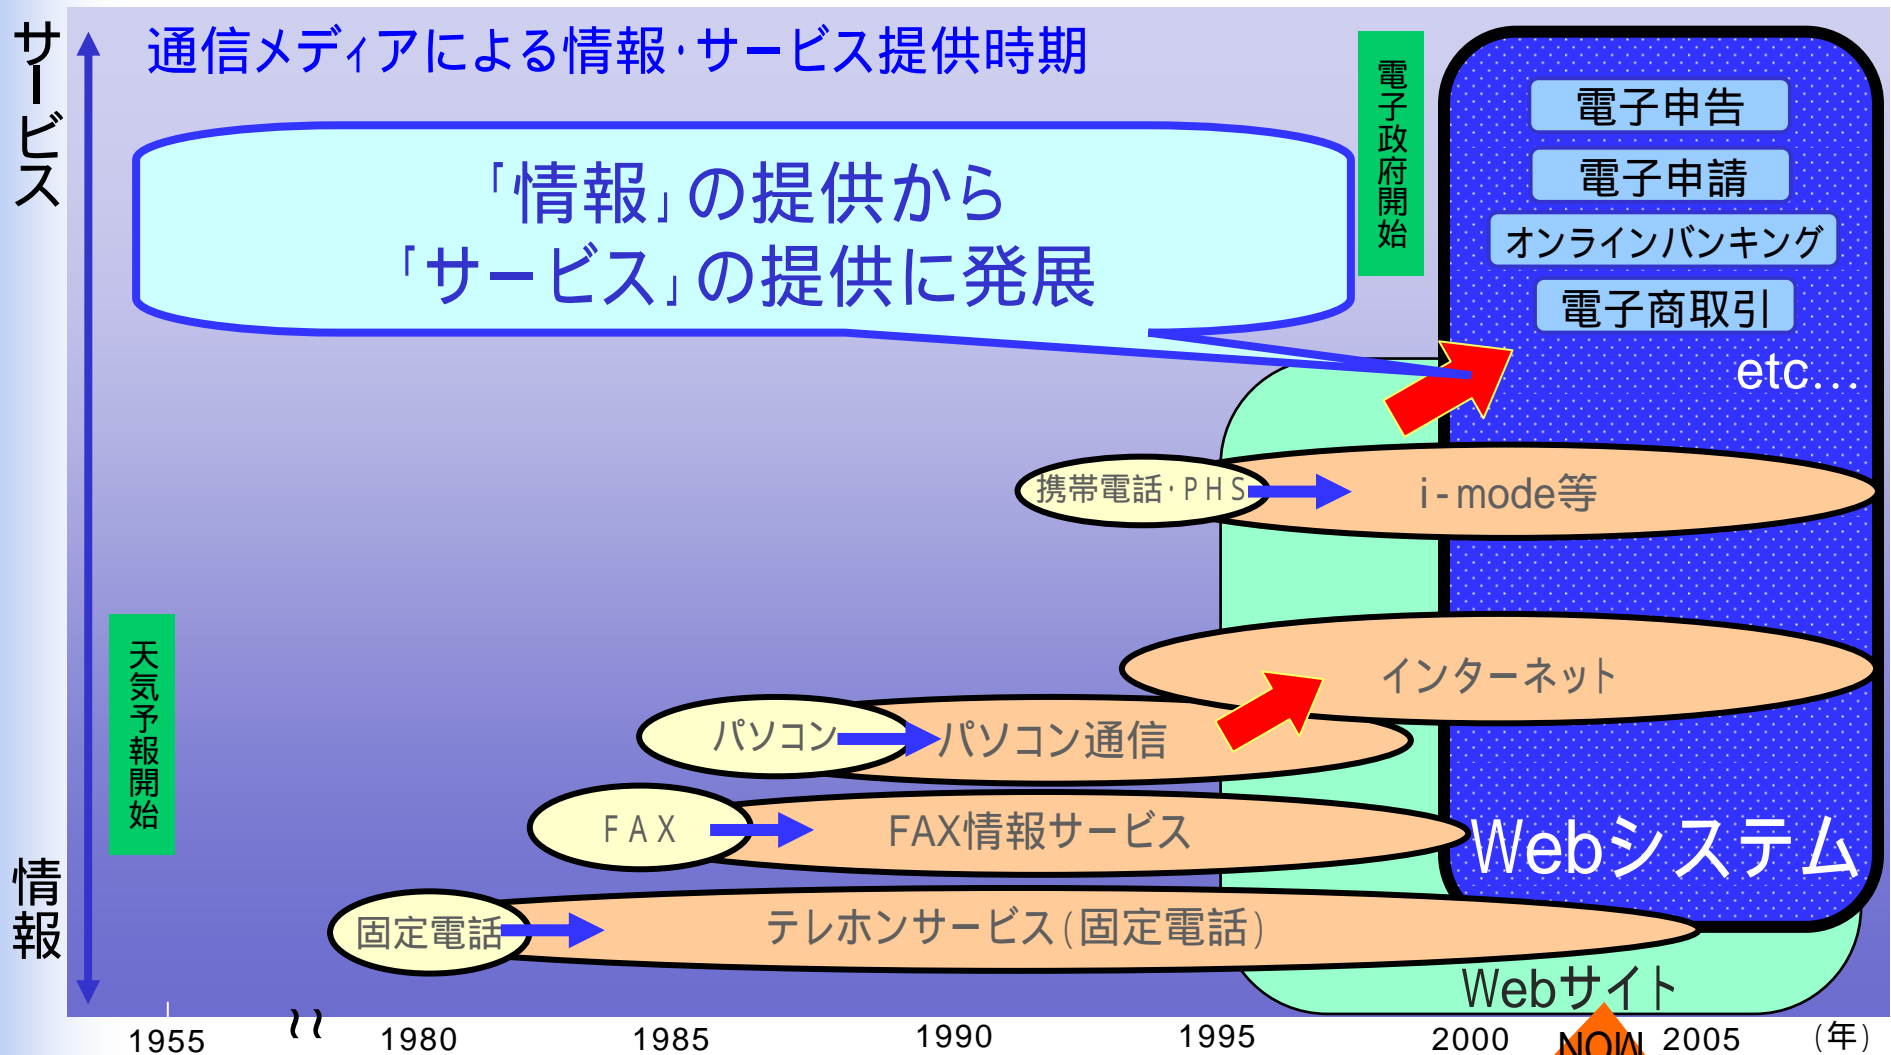 サービス
通信メディアによる情報・サービス提供時期
電子政府開始
電子申告
電子申請
オンラインバンキング
電子商取引
etc…
「情報」の提供から
「サービス」の提供に発展
携帯電話・PHS
i-mode等
インターネット
天気予報開始
パソコン
パソコン通信
FAX
FAX情報サービス
Webシステム
情報
固定電話
テレホンサービス(固定電話)
Webサイト
1955
~~
1980
1985
1990
1995
2000
NOW
2005
(年)